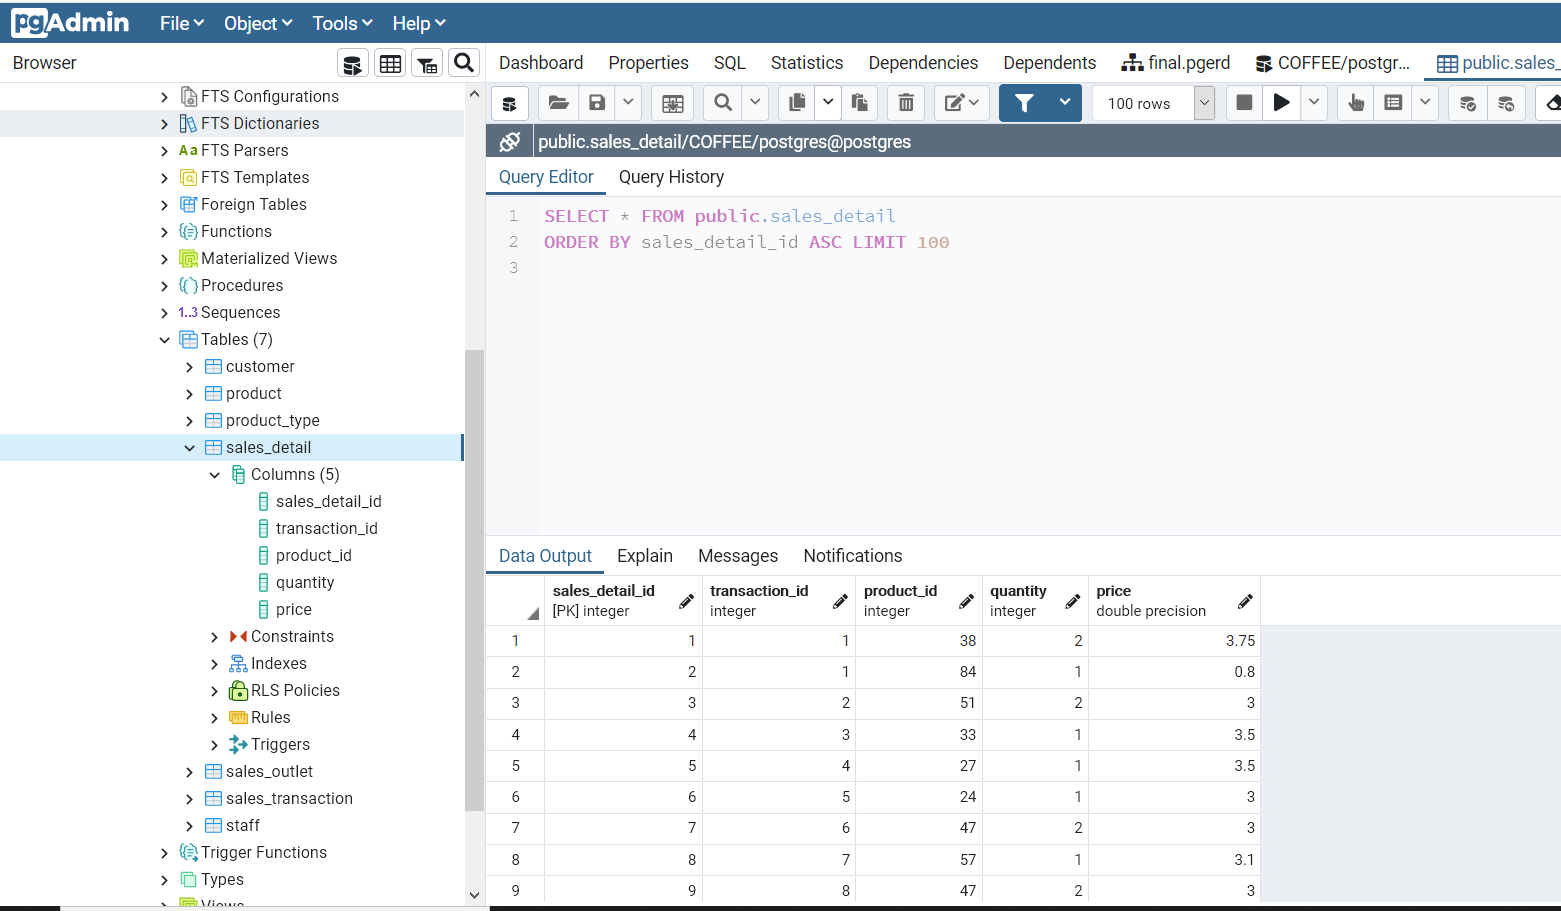 pgAdmin File Object Tools Help
Browser
Dashboard Properties SQL Statistics Dependencies Dependents final.pgerd COFFEE/postgr... public.sales_
100 rows
public.sales_detail/COFFEE/postgres@postgres
Query Editor Query History
1 SELECT * FROM public.sales_detail
2 ORDER BY sales_detail_id ASC LIMIT 100
3
FTS Configurations
FTS Dictionaries
Aa FTS Parsers
FTS Templates
Foreign Tables
Functions
Materialized Views
Procedures
1..3 Sequences
Tables (7)
customer
product
product_type
sales_detail
Columns (5)
sales_detail_id
transaction_id
product_id
quantity
price
Constraints
Indexes
RLS Policies
Rules
Triggers
sales_outlet
sales_transaction
staff
Trigger Functions
Types
Views
Data Output Explain Messages Notifications
sales_detail_id transaction_id product_id quantity price
[PK] integer integer integer integer double precision
1 1 1 38 2 3.75
2 2 1 84 1 0.8
3 3 2 51 2 3
4 4 3 33 1 3.5
5 5 4 27 1 3.5
6 6 5 24 1 3
7 7 6 47 2 3
8 8 7 57 1 3.1
9 9 8 47 2 3